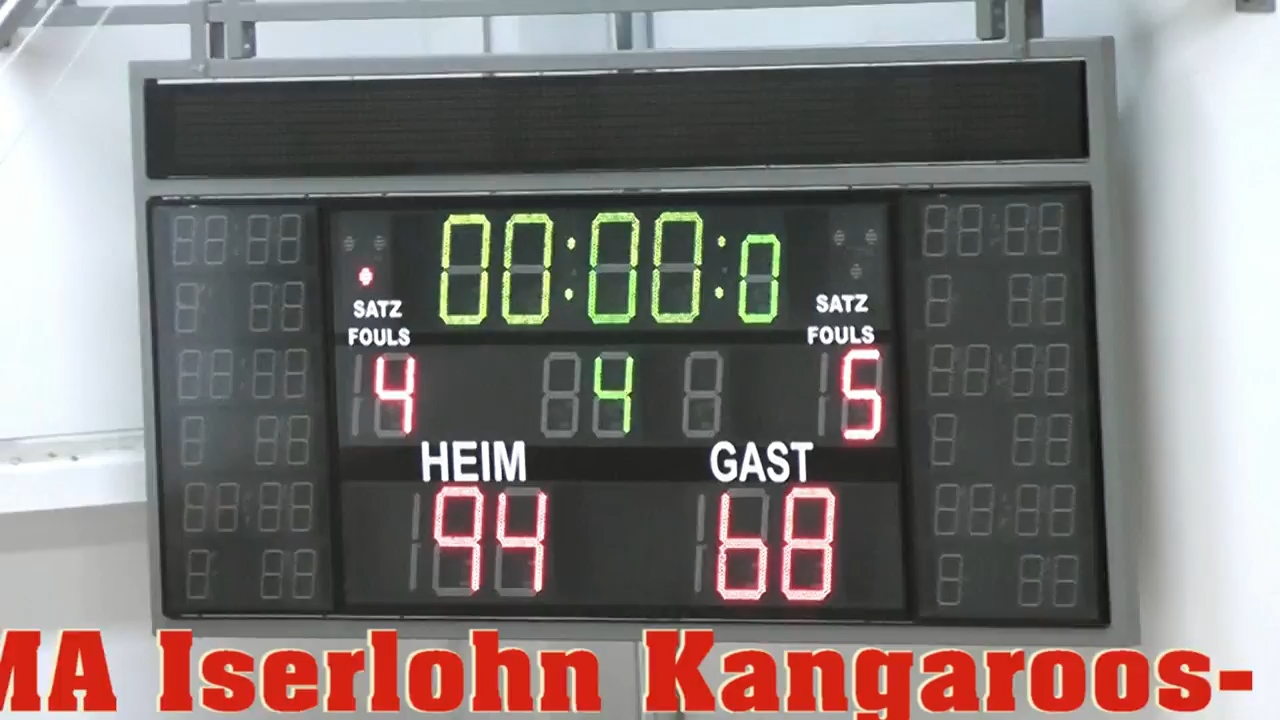 00:00:0
SATZ SATZ
FOULS FOULS
4 4 5
HEIM GAST
94 68
MA Iserlohn Kangaroos-